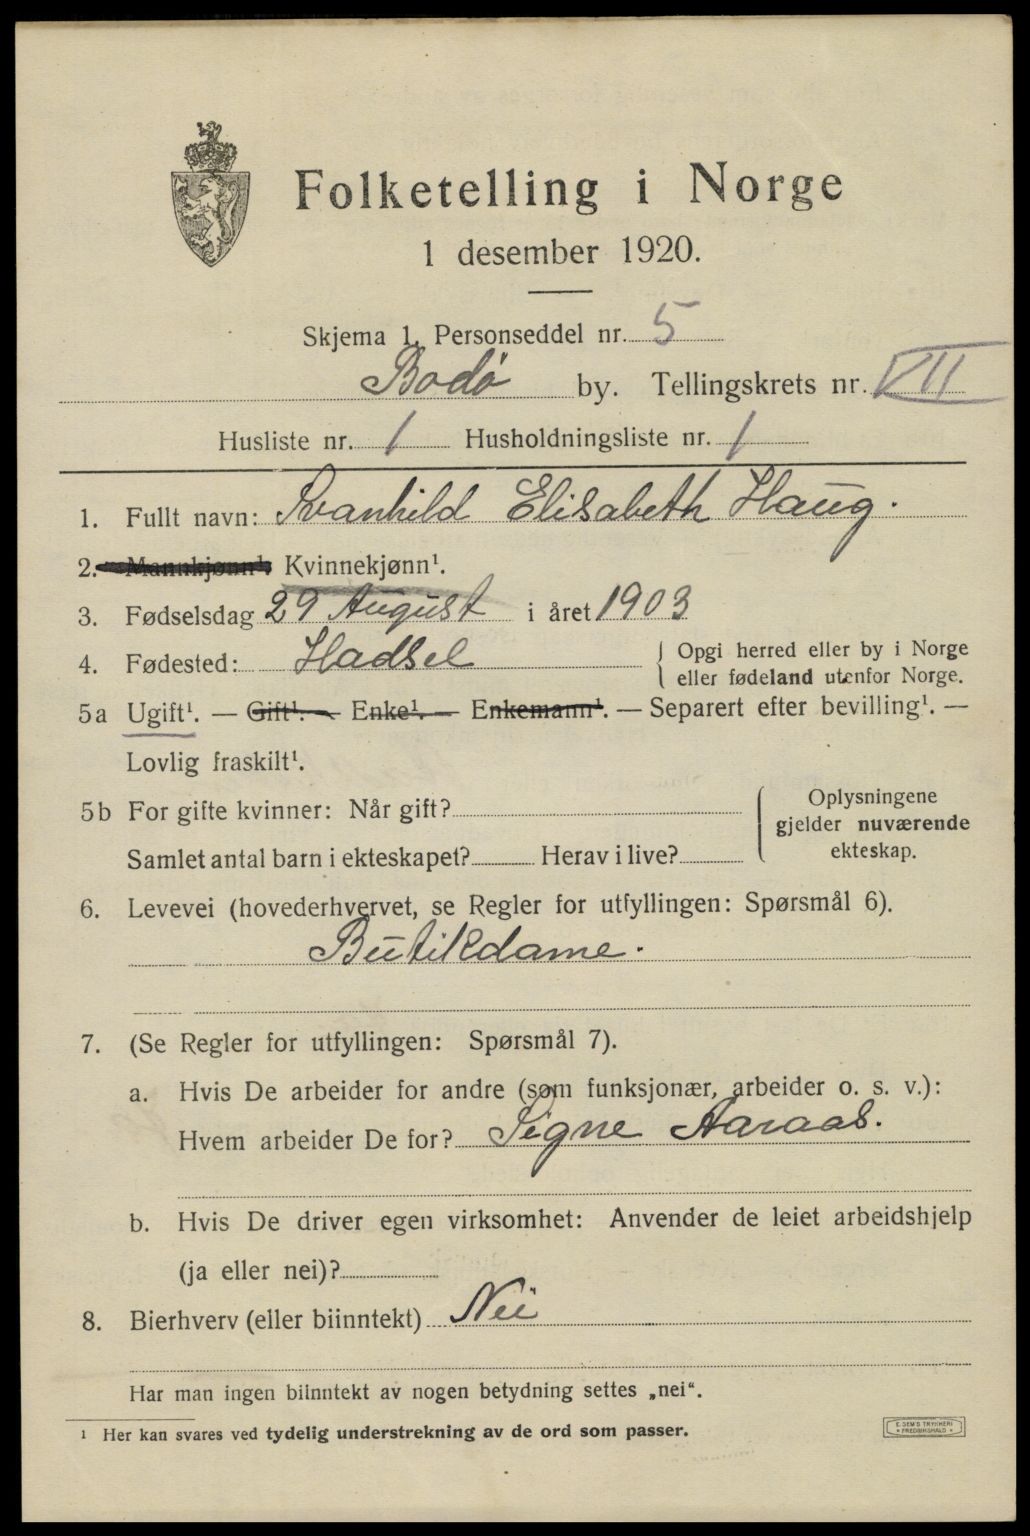 Folketelling i Norge
1 desember 1920.
Skjema 1. Personseddel nr. 5
Bodø by. Tellingskrets nr. VII
Husliste nr. 1 Husholdningsliste nr. 1
1. Fullt navn: Svanhild Elisabeth Haug.
2. Mannkjønn¹. Kvinnekjønn¹.
3. Fødselsdag 29 August i året 1903
4. Fødested: Hadsel { Opgi herred eller by i Norge
eller fødeland utenfor Norge.
5a Ugift¹. — Gift¹. — Enke¹. — Enkemann¹. — Separert efter bevilling¹. —
Lovlig fraskilt¹.
5b For gifte kvinner: Når gift?
Samlet antal barn i ekteskapet? Herav i live?
{ Oplysningene
gjelder nuværende
ekteskap.
6. Levevei (hovederhvervet, se Regler for utfyllingen: Spørsmål 6).
Butikdame.
7. (Se Regler for utfyllingen: Spørsmål 7).
a. Hvis De arbeider for andre (som funksjonær, arbeider o. s. v.):
Hvem arbeider De for? Signe Aaraas.
b. Hvis De driver egen virksomhet: Anvender de leiet arbeidshjelp
(ja eller nei)?
8. Bierhverv (eller biinntekt) Nei
Har man ingen biinntekt av nogen betydning settes „nei“.
¹ Her kan svares ved tydelig understrekning av de ord som passer.
E. SEM'S TRYKKERI
* FREDRIKSHALD *